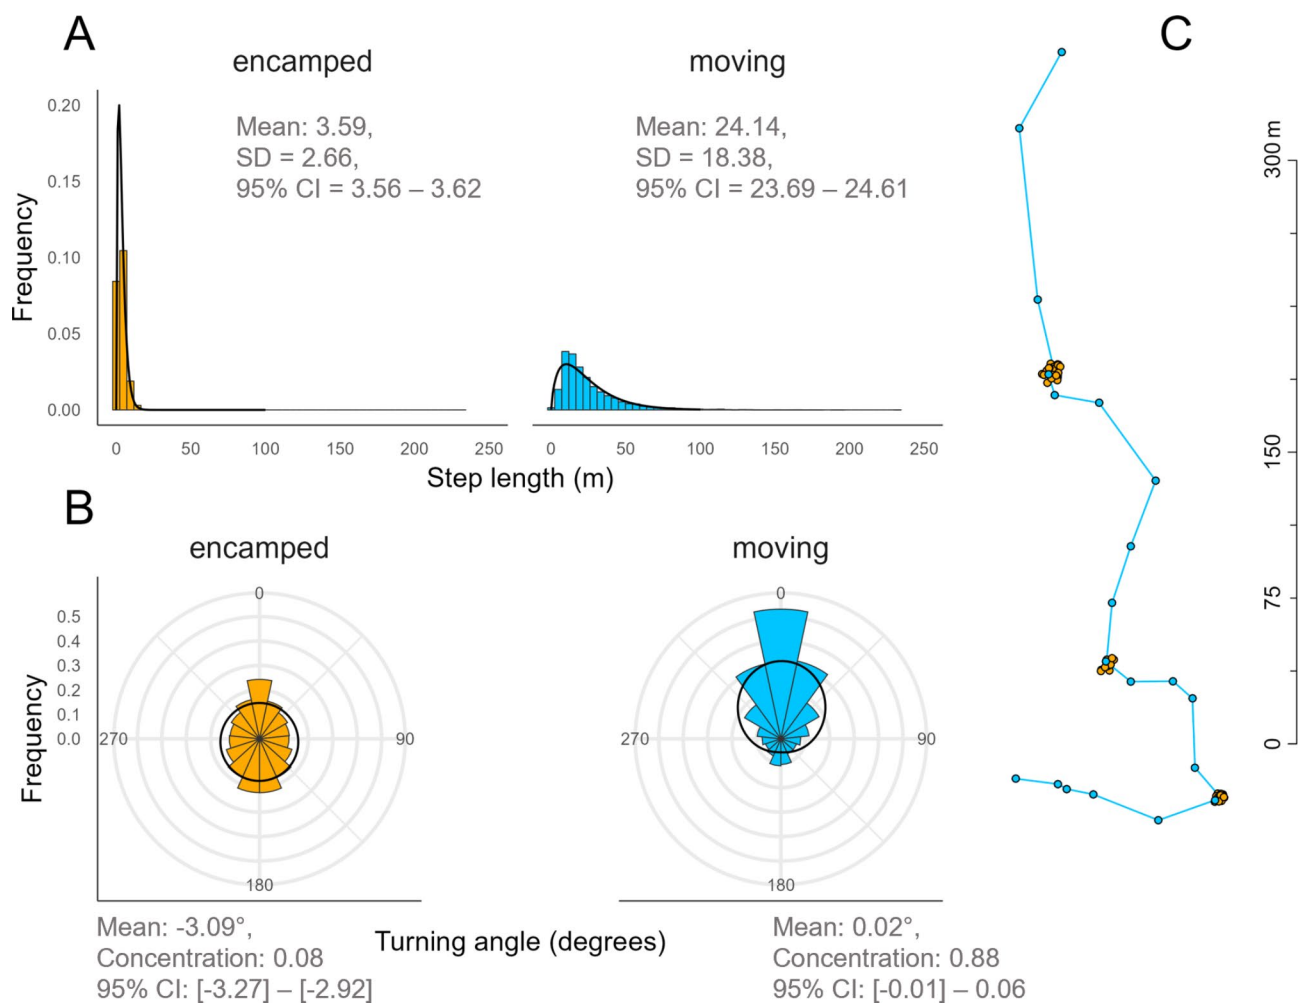 A
C
encamped
moving
Mean: 3.59,
SD = 2.66,
95% CI = 3.56 – 3.62
Mean: 24.14,
SD = 18.38,
95% CI = 23.69 – 24.61
Frequency
0.20
0.15
0.10
0.05
0.00
0 50 100 150 200 250
0 50 100 150 200 250
Step length (m)
300 m
150
75
0
B
encamped
moving
Frequency
0.5
0.4
0.3
0.2
0.1
0.0
0
90
180
270
0
90
180
270
Mean: -3.09°,
Concentration: 0.08
95% CI: [-3.27] – [-2.92]
Turning angle (degrees)
Mean: 0.02°,
Concentration: 0.88
95% CI: [-0.01] – 0.06